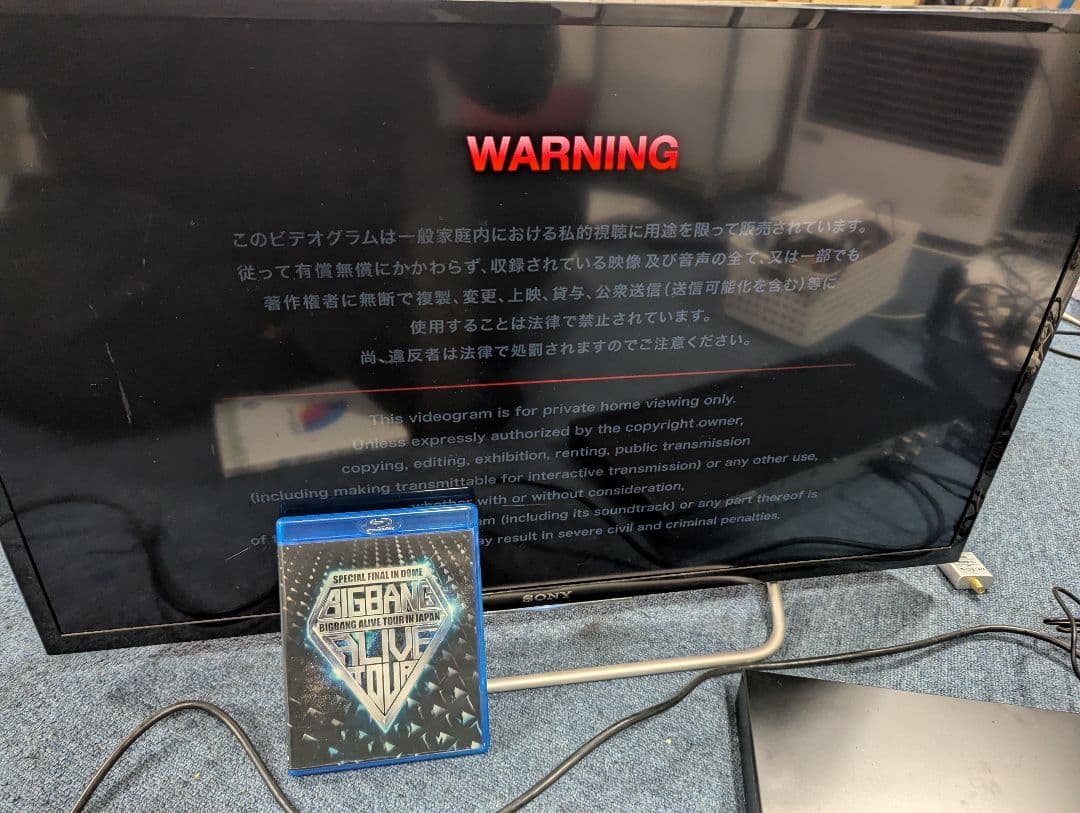 WARNING
このビデオグラムは一般家庭内における私的視聴に用途を限って販売されています。
従って有償無償にかかわらず、収録されている映像及び音声の全て、又は一部でも
著作権者に無断で複製、変更、上映、貸与、公衆送信(送信可能化を含む)等に
使用することは法律で禁止されています。
尚、違反者は法律で処罰されますのでご注意ください。
This videogram is for private home viewing only.
Unless expressly authorized by the copyright owner,
copying, editing, exhibition, renting, public transmission
(including making transmittable for interactive transmission) or any other use,
whether with or without consideration,
(including its soundtrack) or any part thereof is
of result in severe civil and criminal penalties.
SONY
Blu-ray Disc
SPECIAL FINAL IN DOME
BIGBANG
BIGBANG ALIVE TOUR IN JAPAN
ALIVE
TOUR